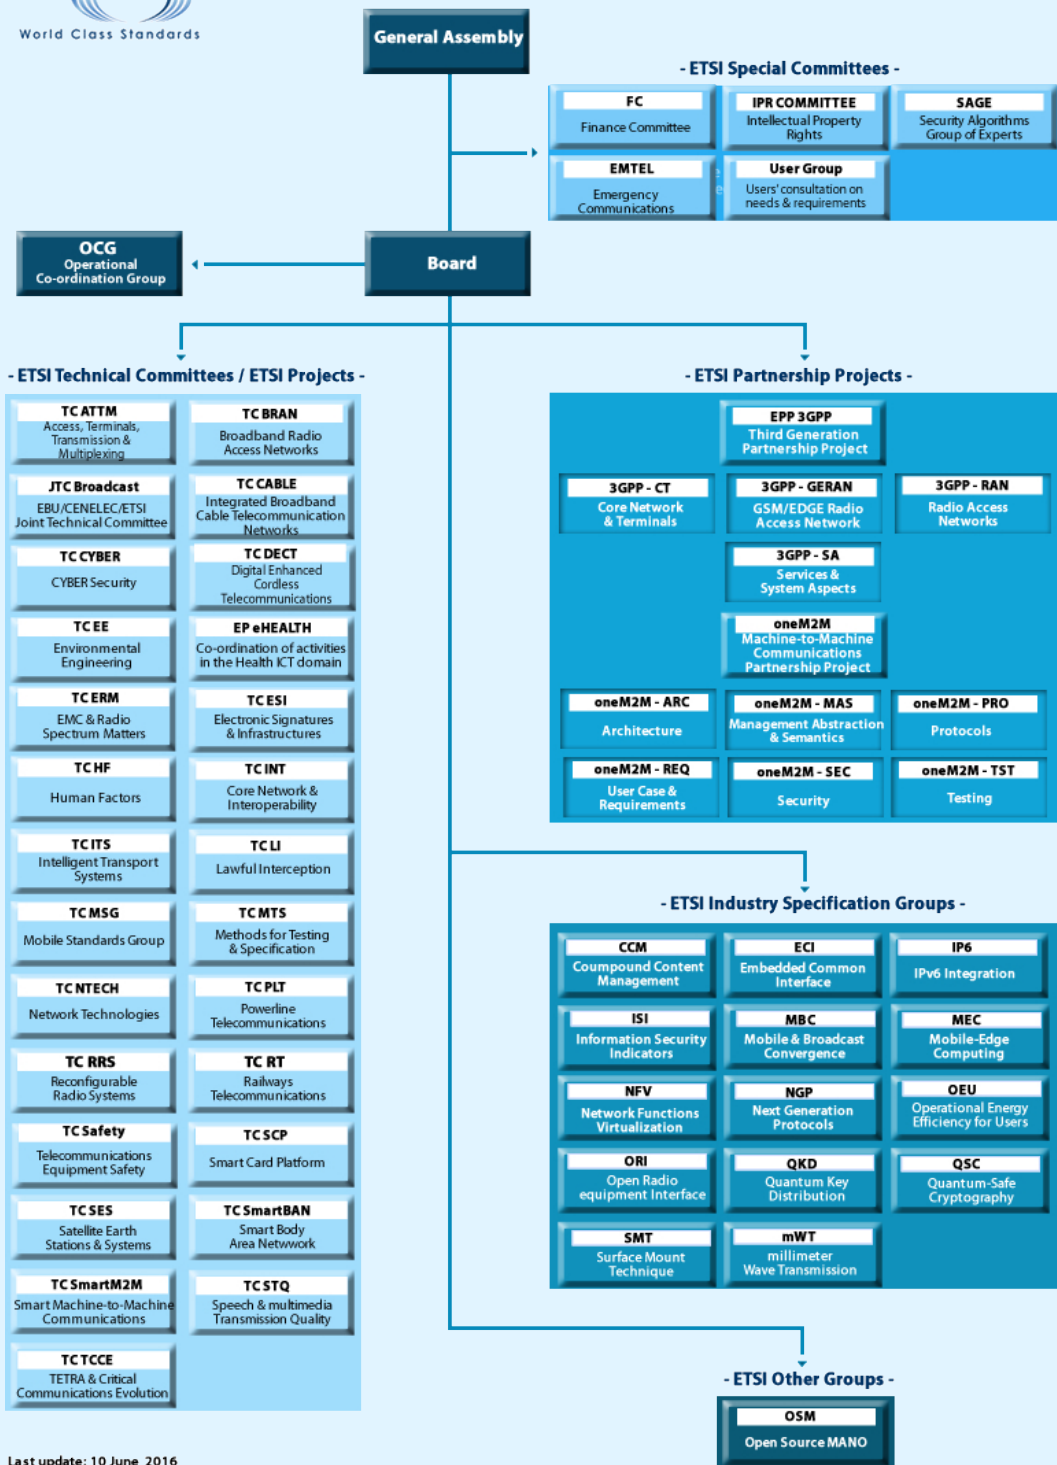 World Class Standards
General Assembly
- ETSI Special Committees -
FC
Finance Committee
IPR COMMITTEE
Intellectual Property
Rights
SAGE
Security Algorithms
Group of Experts
EMTEL
Emergency
Communications
User Group
Users' consultation on
needs & requirements
OCG
Operational
Co-ordination Group
Board
- ETSI Technical Committees / ETSI Projects -
TC ATTM
Access, Terminals,
Transmission &
Multiplexing
TC BRAN
Broadband Radio
Access Networks
JTC Broadcast
EBU/CENELEC/ETSI
Joint Technical Committee
TC CABLE
Integrated Broadband
Cable Telecommunication
Networks
TC CYBER
CYBER Security
TC DECT
Digital Enhanced
Cordless
Telecommunications
TC EE
Environmental
Engineering
EP eHEALTH
Co-ordination of activities
in the Health ICT domain
TC ERM
EMC & Radio
Spectrum Matters
TC ESI
Electronic Signatures
& Infrastructures
TC HF
Human Factors
TC INT
Core Network &
Interoperability
TC ITS
Intelligent Transport
Systems
TC LI
Lawful Interception
TC MSG
Mobile Standards Group
TC MTS
Methods for Testing
& Specification
TC NTECH
Network Technologies
TC PLT
Powerline
Telecommunications
TC RRS
Reconfigurable
Radio Systems
TC RT
Railways
Telecommunications
TC Safety
Telecommunications
Equipment Safety
TC SCP
Smart Card Platform
TC SES
Satellite Earth
Stations & Systems
TC SmartBAN
Smart Body
Area Netwwork
TC SmartM2M
Smart Machine-to-Machine
Communications
TC STQ
Speech & multimedia
Transmission Quality
TC TCCE
TETRA & Critical
Communications Evolution
- ETSI Partnership Projects -
EPP 3GPP
Third Generation
Partnership Project
3GPP - CT
Core Network
& Terminals
3GPP - GERAN
GSM/EDGE Radio
Access Network
3GPP - RAN
Radio Access
Networks
3GPP - SA
Services &
System Aspects
oneM2M
Machine-to-Machine
Communications
Partnership Project
oneM2M - ARC
Architecture
oneM2M - MAS
Management Abstraction
& Semantics
oneM2M - PRO
Protocols
oneM2M - REQ
User Case &
Requirements
oneM2M - SEC
Security
oneM2M - TST
Testing
- ETSI Industry Specification Groups -
CCM
Coumpound Content
Management
ECI
Embedded Common
Interface
IP6
IPv6 Integration
ISI
Information Security
Indicators
MBC
Mobile & Broadcast
Convergence
MEC
Mobile-Edge
Computing
NFV
Network Functions
Virtualization
NGP
Next Generation
Protocols
OEU
Operational Energy
Efficiency for Users
ORI
Open Radio
equipment Interface
QKD
Quantum Key
Distribution
QSC
Quantum-Safe
Cryptography
SMT
Surface Mount
Technique
mWT
millimeter
Wave Transmission
- ETSI Other Groups -
OSM
Open Source MANO
Last update: 10 June 2016